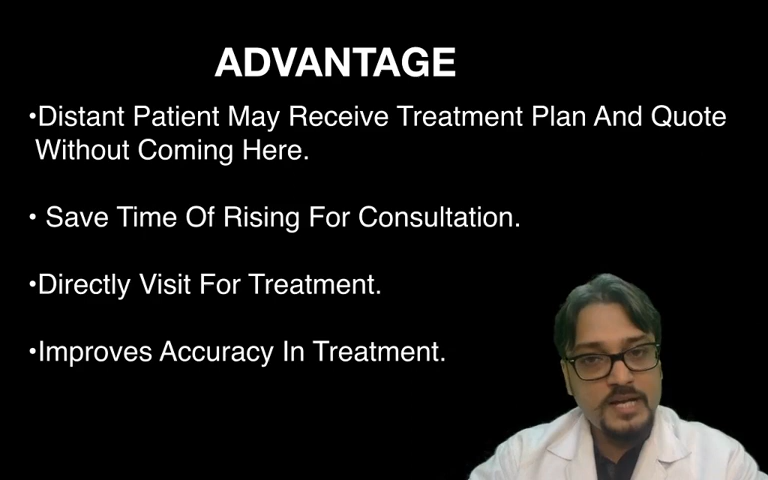 ADVANTAGE
•Distant Patient May Receive Treatment Plan And Quote
Without Coming Here.
• Save Time Of Rising For Consultation.
•Directly Visit For Treatment.
•Improves Accuracy In Treatment.